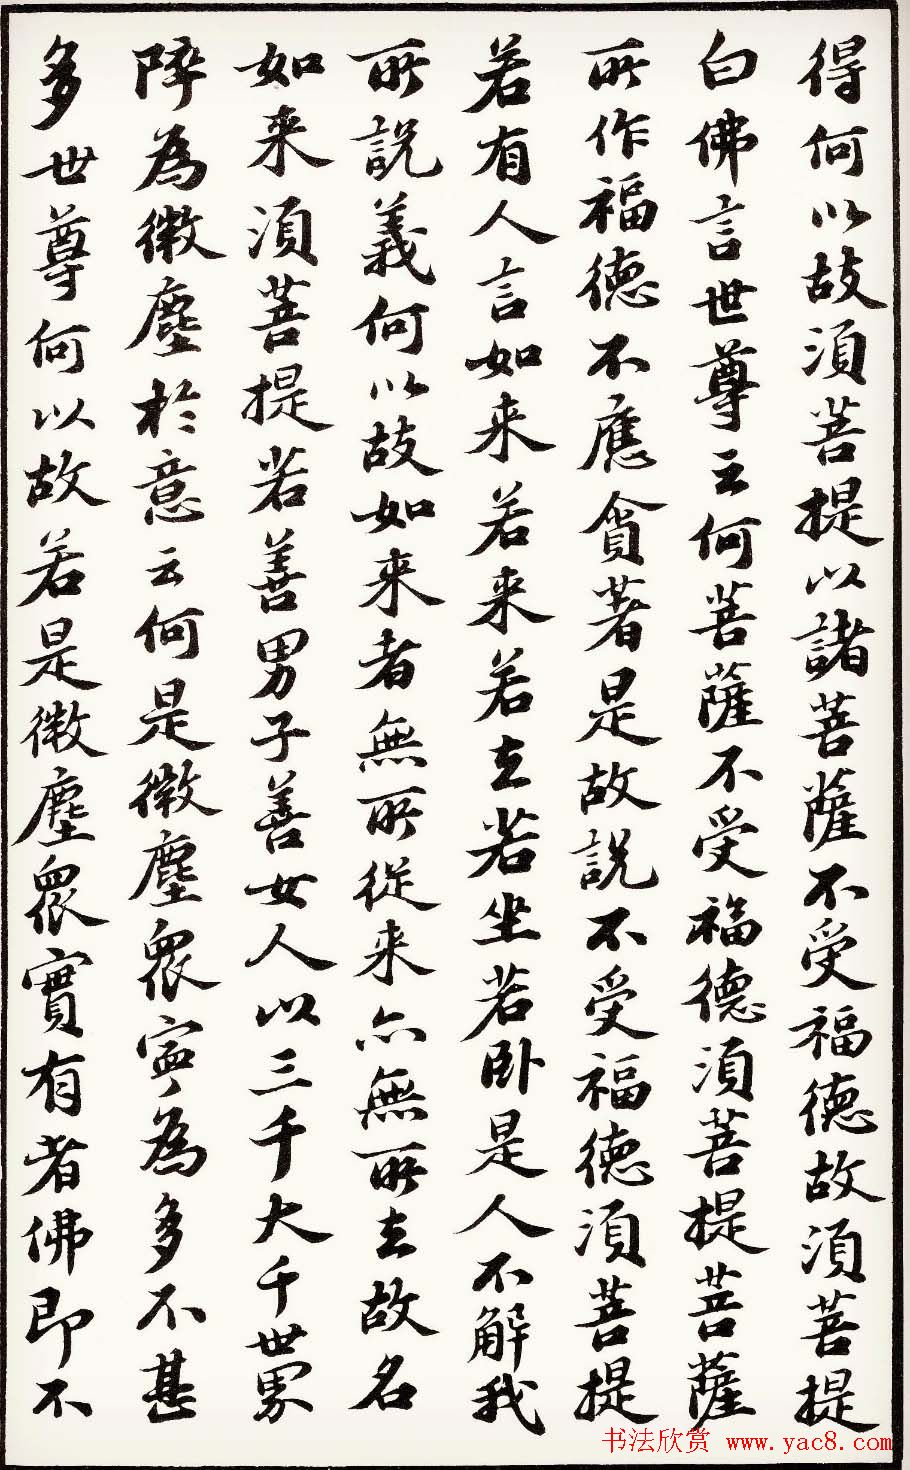 得何以故須菩提以諸菩薩不受福德故須菩提
白佛言世尊云何菩薩不受福德須菩提菩薩
所作福德不應貪著是故說不受福德須菩提
若有人言如来若来若去若坐若卧是人不解我
所說義何以故如来者無所從来亦無所去故名
如来須菩提若善男子善女人以三千大千世界
碎為微塵於意云何是微塵眾寧為多不甚
多世尊何以故若是微塵眾實有者佛即不
书法欣赏 www.yac8.com